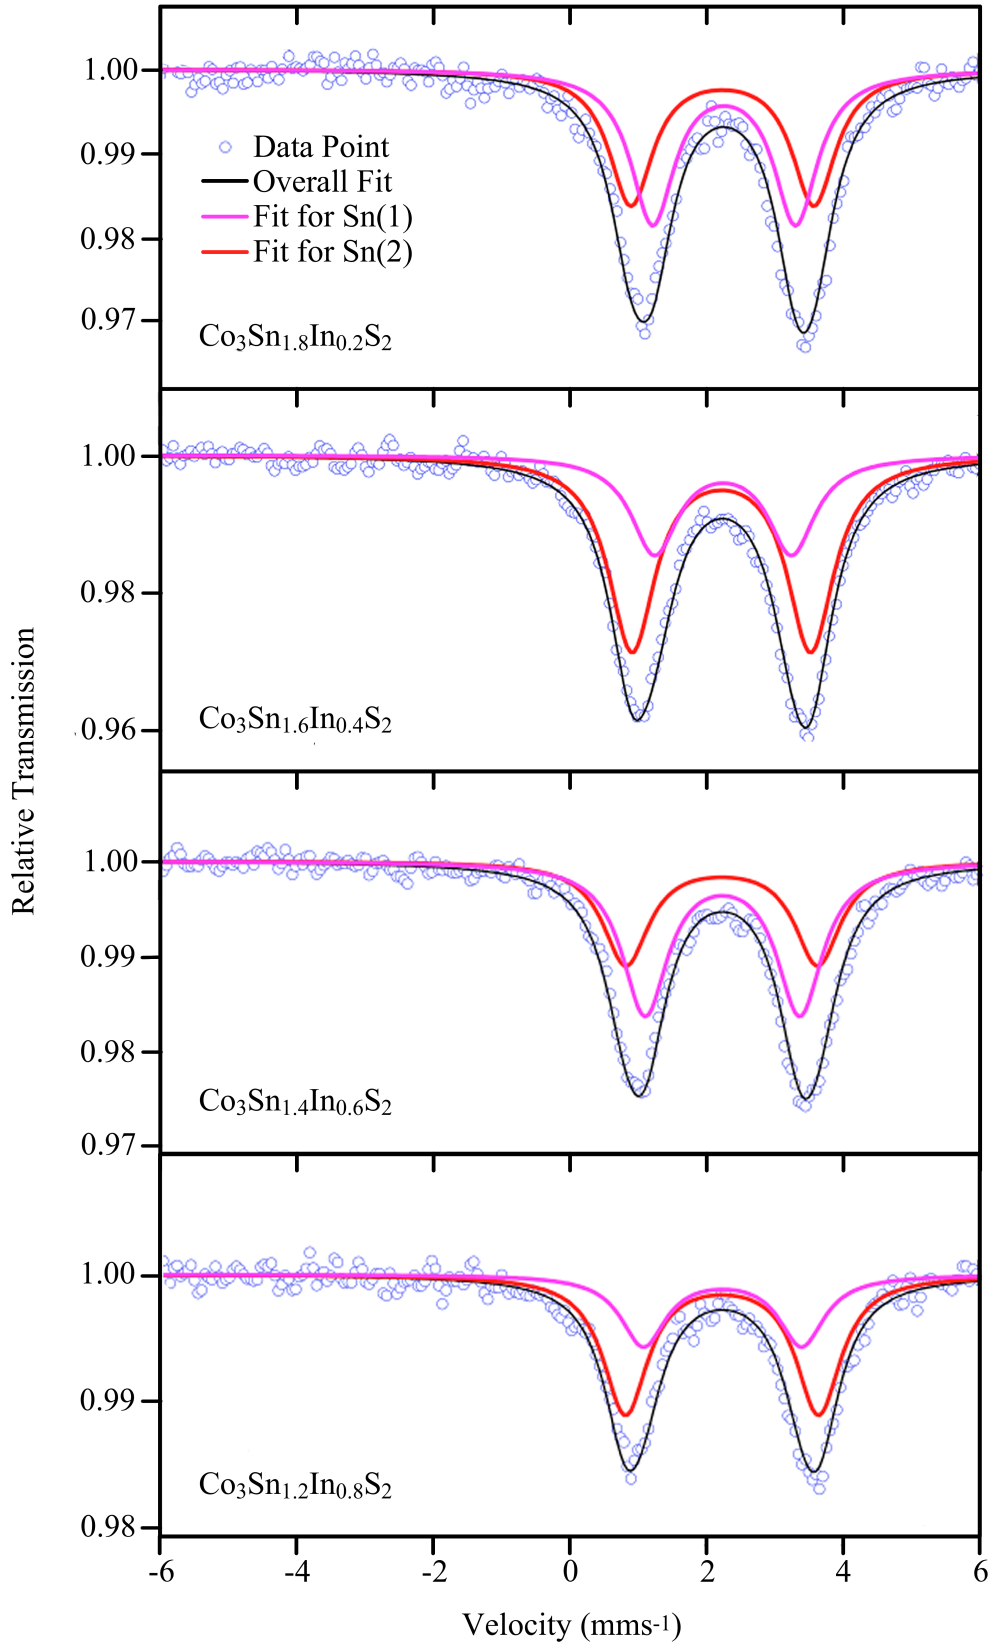 1.00
0.99
0.98
0.97
Data Point
Overall Fit
Fit for Sn(1)
Fit for Sn(2)
Co₃Sn₁.₈In₀.₂S₂
1.00
0.98
0.96
Co₃Sn₁.₆In₀.₄S₂
Relative Transmission
1.00
0.99
0.98
0.97
Co₃Sn₁.₄In₀.₆S₂
1.00
0.99
0.98
Co₃Sn₁.₂In₀.₈S₂
-6 -4 -2 0 2 4 6
Velocity (mms⁻¹)